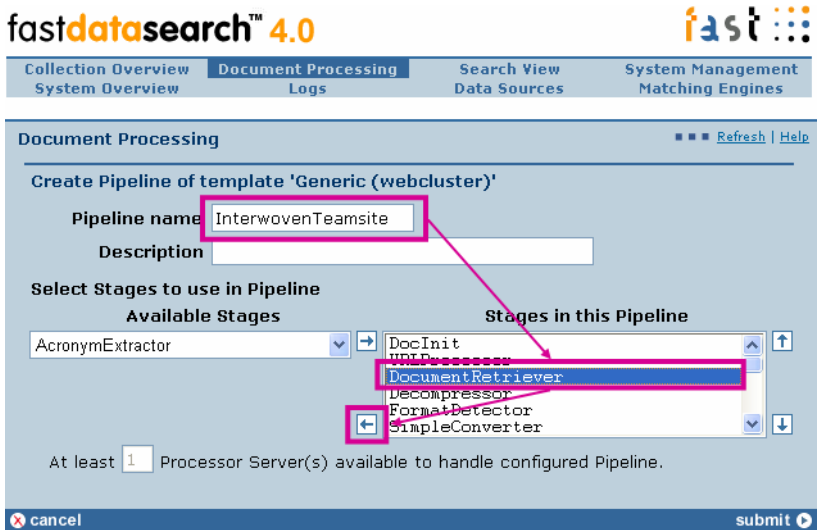 fastdatasearch™ 4.0
fast
Collection Overview Document Processing Search View System Management
System Overview Logs Data Sources Matching Engines
Document Processing Refresh | Help
Create Pipeline of template 'Generic (webcluster)'
Pipeline name InterwovenTeamsite
Description
Select Stages to use in Pipeline
Available Stages Stages in this Pipeline
AcronymExtractor
DocInit
URLProcessor
DocumentRetriever
Decompressor
FormatDetector
SimpleConverter
At least 1 Processor Server(s) available to handle configured Pipeline.
cancel submit